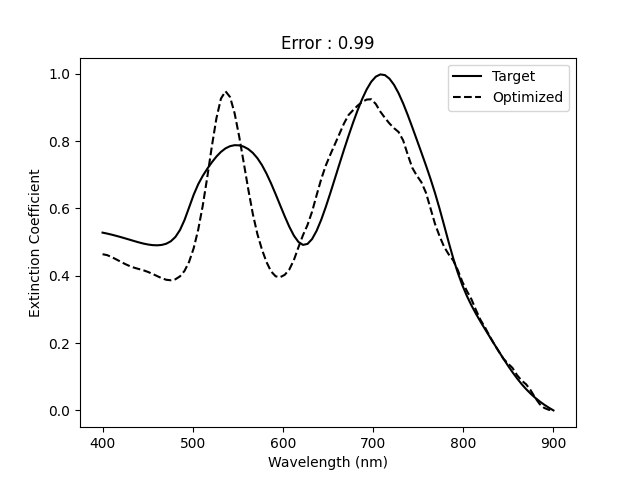 Error : 0.99
Target
Optimized
Extinction Coefficient
1.0
0.8
0.6
0.4
0.2
0.0
400 500 600 700 800 900
Wavelength (nm)